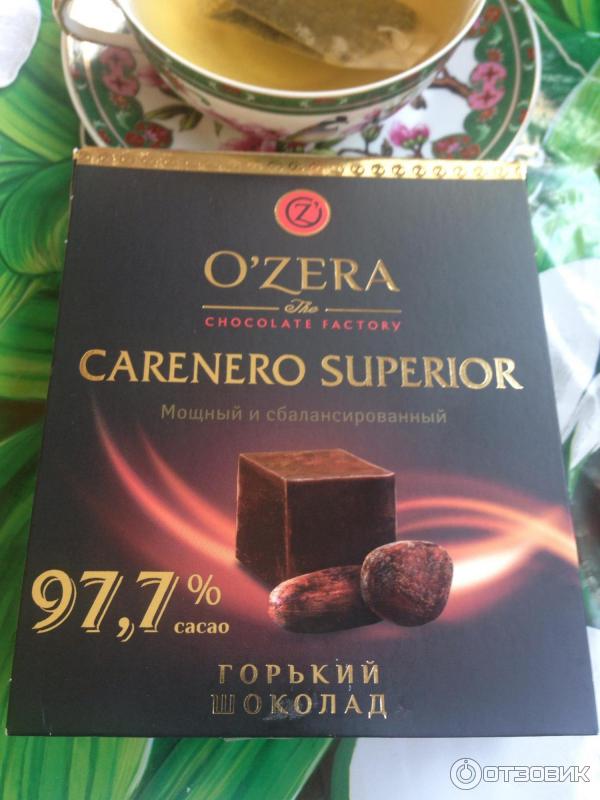 O'ZERA
The
CHOCOLATE FACTORY
CARENERO SUPERIOR
Мощный и сбалансированный
97,7%
cacao
ГОРЬКИЙ
ШОКОЛАД
ОТЗОВИК